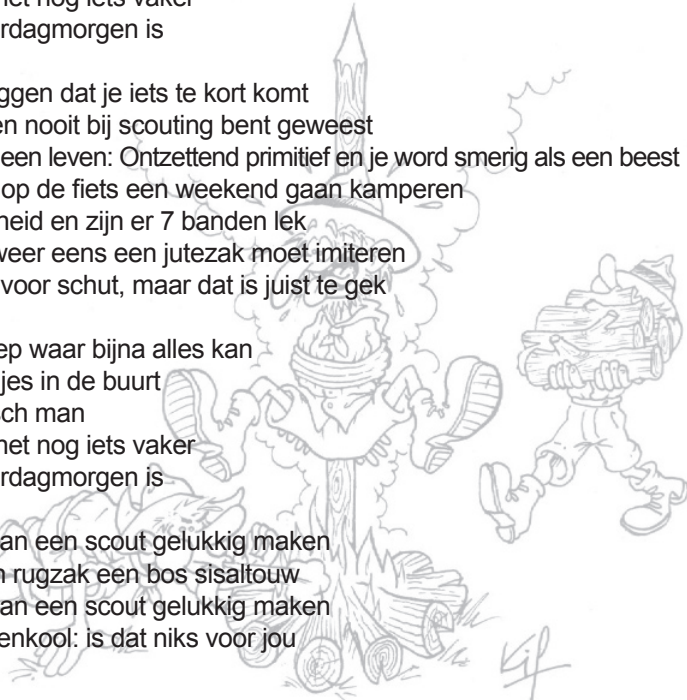 het nog iets vaker
rdagmorgen is
ggen dat je iets te kort komt
en nooit bij scouting bent geweest
een leven: Ontzettend primitief en je word smerig als een beest
op de fiets een weekend gaan kamperen
heid en zijn er 7 banden lek
weer eens een jutezak moet imiteren
voor schut, maar dat is juist te gek
ep waar bijna alles kan
jes in de buurt
sch man
het nog iets vaker
rdagmorgen is
an een scout gelukkig maken
n rugzak een bos sisaltouw
an een scout gelukkig maken
enkool: is dat niks voor jou